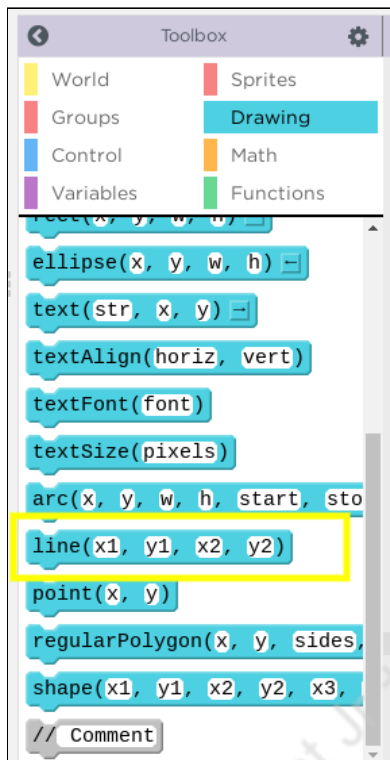 Toolbox
World
Sprites
Groups
Drawing
Control
Math
Variables
Functions
rect(x, y, w, h)
ellipse(x, y, w, h) ←
text(str, x, y) →
textAlign(horiz, vert)
textFont(font)
textSize(pixels)
arc(x, y, w, h, start, sto
line(x1, y1, x2, y2)
point(x, y)
regularPolygon(x, y, sides,
shape(x1, y1, x2, y2, x3,
// Comment